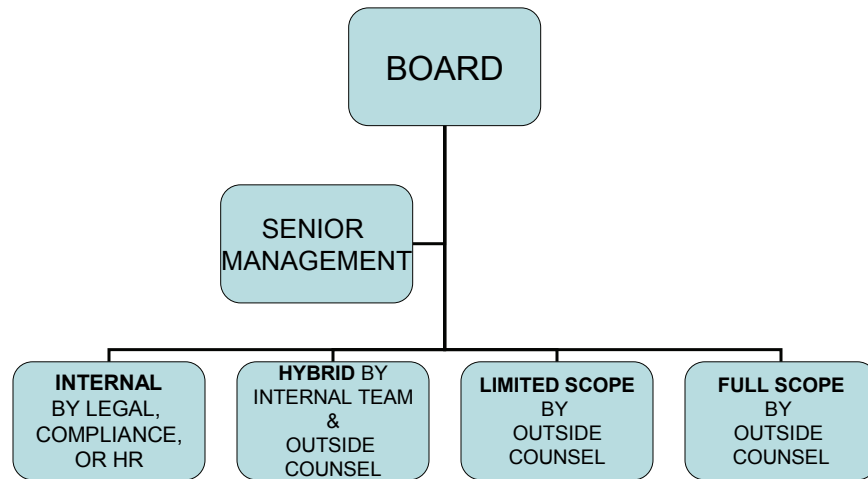 BOARD
SENIOR
MANAGEMENT
INTERNAL
BY LEGAL,
COMPLIANCE,
OR HR
HYBRID BY
INTERNAL TEAM
&
OUTSIDE
COUNSEL
LIMITED SCOPE
BY
OUTSIDE
COUNSEL
FULL SCOPE
BY
OUTSIDE
COUNSEL